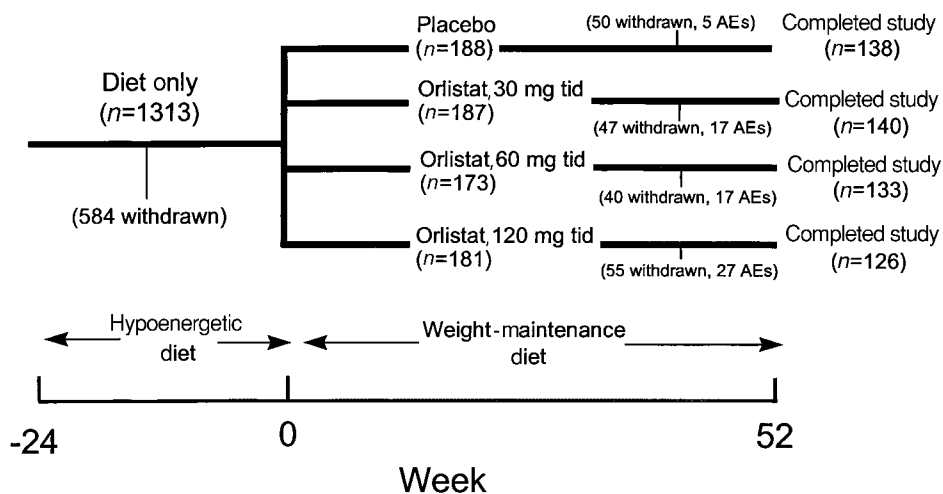 Diet only
(n=1313)
(584 withdrawn)
Placebo
(n=188)
(50 withdrawn, 5 AEs)
Completed study
(n=138)
Orlistat, 30 mg tid
(n=187)
(47 withdrawn, 17 AEs)
Completed study
(n=140)
Orlistat, 60 mg tid
(n=173)
(40 withdrawn, 17 AEs)
Completed study
(n=133)
Orlistat, 120 mg tid
(n=181)
(55 withdrawn, 27 AEs)
Completed study
(n=126)
Hypoenergetic
diet
Weight-maintenance
diet
-24
0
52
Week